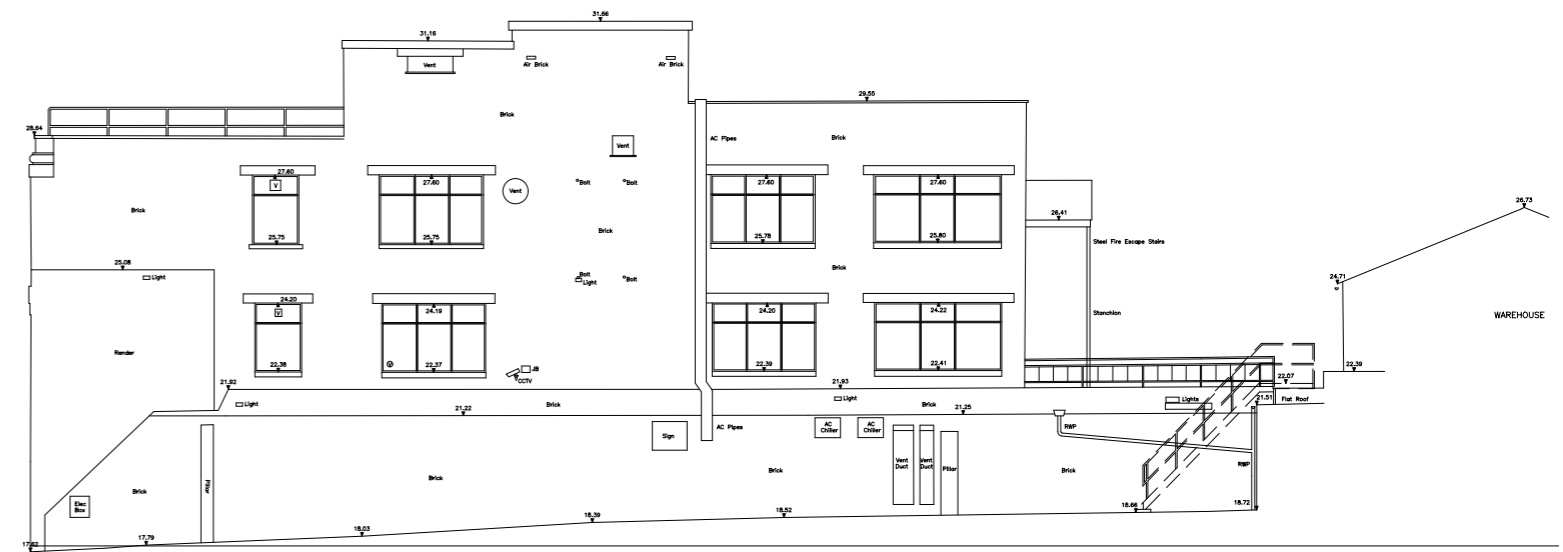 31.66
31.16
Vent
Air Brick
Air Brick
Brick
29.55
28.64
AC Pipes
Brick
Vent
27.60
V
27.60
Vent
Bolt
Bolt
27.60
27.60
Brick
26.41
26.73
Brick
25.75
25.75
25.78
25.80
Steel Fire Escape Stairs
25.08
Light
Bolt
Light
Bolt
Brick
24.71
24.20
V
24.19
24.20
24.22
Stanchion
WAREHOUSE
Render
22.38
22.37
JB
CCTV
22.39
22.41
22.39
22.07
21.92
21.93
Light
Brick
Light
Brick
Lights
21.51
Flat Roof
21.22
21.25
Sign
AC Pipes
AC
Chiller
AC
Chiller
RWP
Vent
Duct
Vent
Duct
Pillar
RWP
Brick
Brick
Brick
Brick
Pillar
Elec
Box
18.72
18.66
18.52
18.39
18.03
17.79
17.62